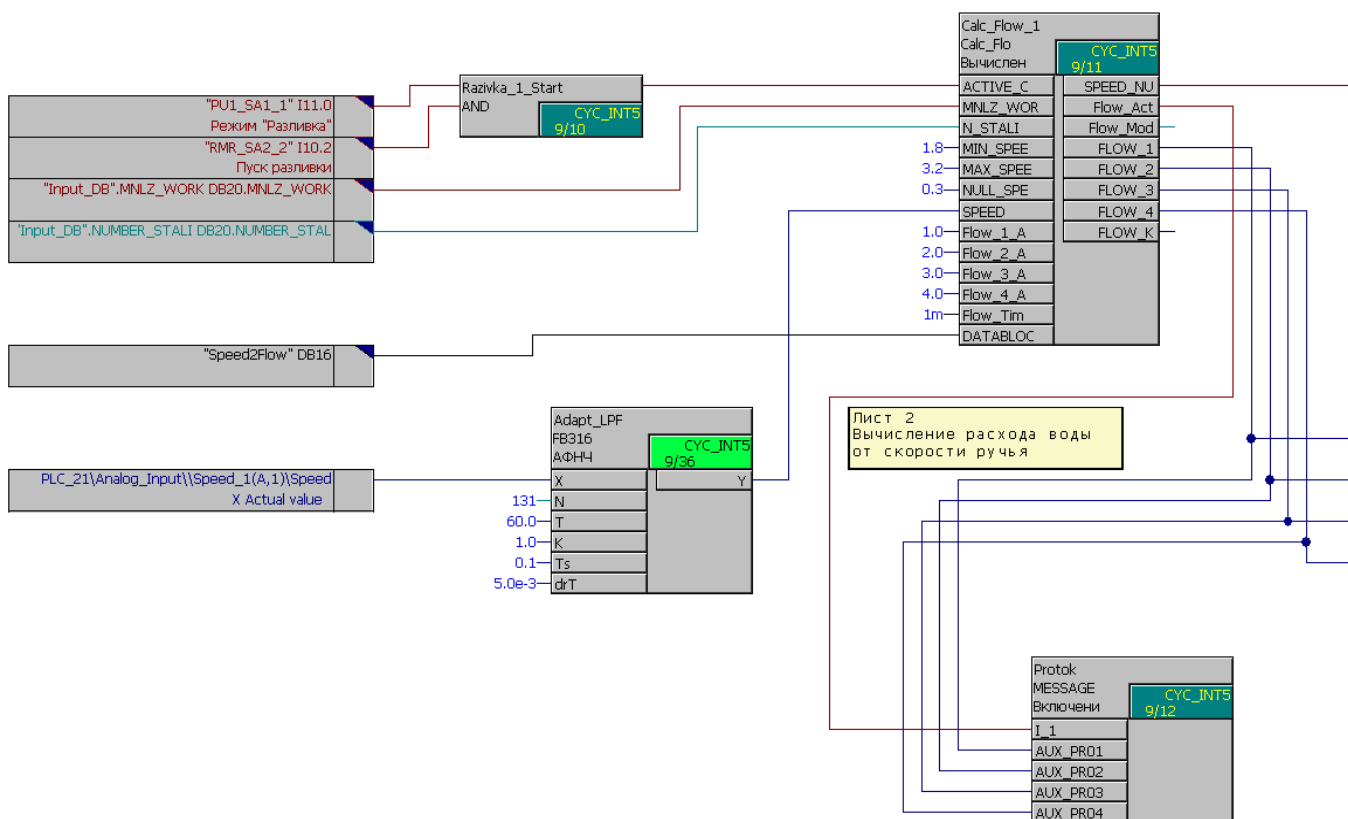 Calc_Flow_1
Calc_Flo
Вычислен
CYC_INT5
9/11
ACTIVE_C
MNLZ_WOR
N_STALI
1.8 MIN_SPEE
3.2 MAX_SPEE
0.3 NULL_SPE
SPEED
1.0 Flow_1_A
2.0 Flow_2_A
3.0 Flow_3_A
4.0 Flow_4_A
1m Flow_Tim
DATABLOC
SPEED_NU
Flow_Act
Flow_Mod
FLOW_1
FLOW_2
FLOW_3
FLOW_4
FLOW_K
Razivka_1_Start
AND
CYC_INT5
9/10
"PU1_SA1_1" I11.0
Режим "Разливка"
"RMR_SA2_2" I10.2
Пуск разливки
"Input_DB".MNLZ_WORK DB20.MNLZ_WORK
'Input_DB".NUMBER_STALI DB20.NUMBER_STAL
"Speed2Flow" DB16
Adapt_LPF
FB316
АФНЧ
CYC_INT5
9/36
X
131 N
60.0 T
1.0 K
0.1 Ts
5.0e-3 drT
Y
PLC_21\Analog_Input\\Speed_1(A,1)\Speed
X Actual value
Лист 2
Вычисление расхода воды
от скорости ручья
Protok
MESSAGE
Включени
CYC_INT5
9/12
I_1
AUX_PR01
AUX_PR02
AUX_PR03
AUX_PR04